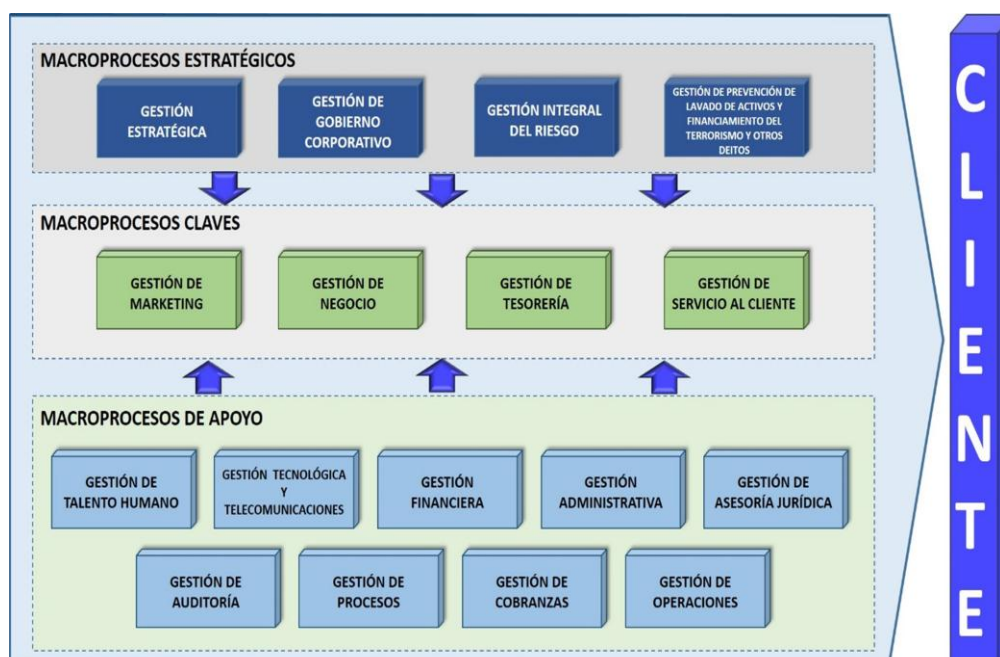 MACROPROCESOS ESTRATÉGICOS
GESTIÓN
ESTRATÉGICA
GESTIÓN DE
GOBIERNO
CORPORATIVO
GESTIÓN INTEGRAL
DEL RIESGO
GESTIÓN DE PREVENCIÓN DE
LAVADO DE ACTIVOS Y
FINANCIAMIENTO DEL
TERRORISMO Y OTROS
DEITOS
MACROPROCESOS CLAVES
GESTIÓN DE
MARKETING
GESTIÓN DE
NEGOCIO
GESTIÓN DE
TESORERÍA
GESTIÓN DE
SERVICIO AL CLIENTE
MACROPROCESOS DE APOYO
GESTIÓN DE
TALENTO HUMANO
GESTIÓN TECNOLÓGICA
Y
TELECOMUNICACIONES
GESTIÓN
FINANCIERA
GESTIÓN
ADMINISTRATIVA
GESTIÓN DE
ASESORÍA JURÍDICA
GESTIÓN DE
AUDITORÍA
GESTIÓN DE
PROCESOS
GESTIÓN DE
COBRANZAS
GESTIÓN DE
OPERACIONES
CLIENTE